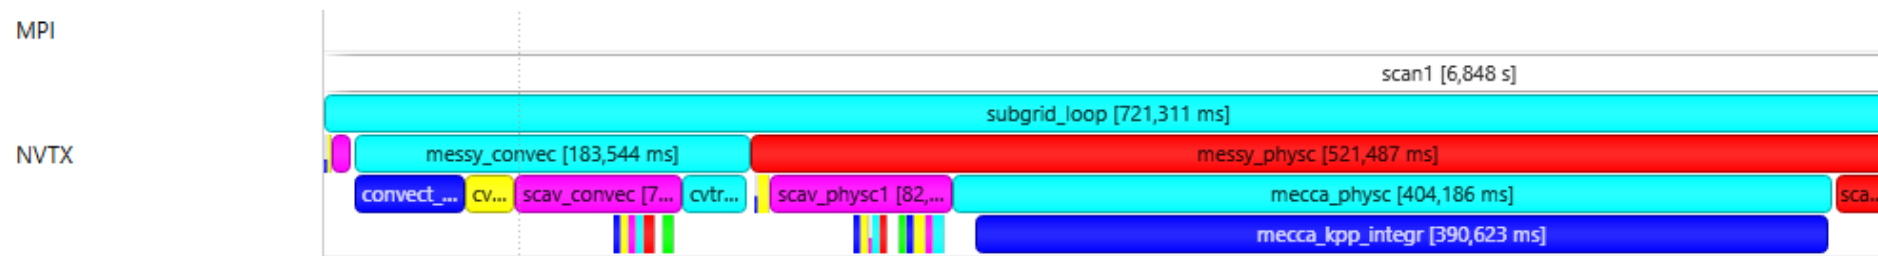 MPI
scan1 [6,848 s]
subgrid_loop [721,311 ms]
NVTX
messy_convec [183,544 ms]
messy_physc [521,487 ms]
convect_...
cv...
scav_convec [7...
cvtr...
scav_physc1 [82,...
mecca_physc [404,186 ms]
sca...
mecca_kpp_integr [390,623 ms]